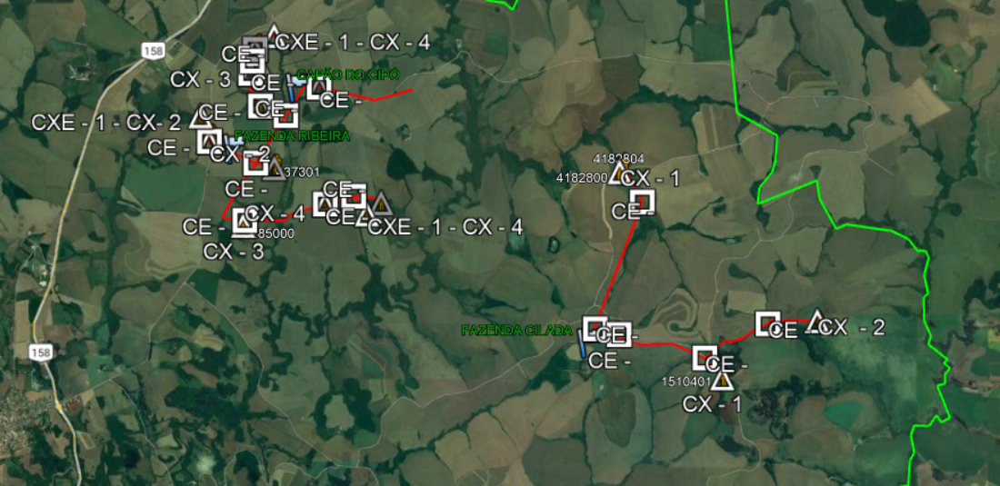 CXE - 1 - CX - 4
158
CE -
CX - 3
CE -
CAPÃO DO CIPÓ
CE -
CXE - 1 - CX- 2
CE -
CE -
FAZENDA RIBEIRA
CE -
CX - 2
37301
4182804
4182800
CX - 1
CE -
CE -
CE -
CX - 4
CE -
CE -
CXE - 1 - CX - 4
85000
CX - 3
CE -
FAZENDA CILADA
CE -
CE -
CX - 2
158
CE -
CE -
1510401
CX - 1